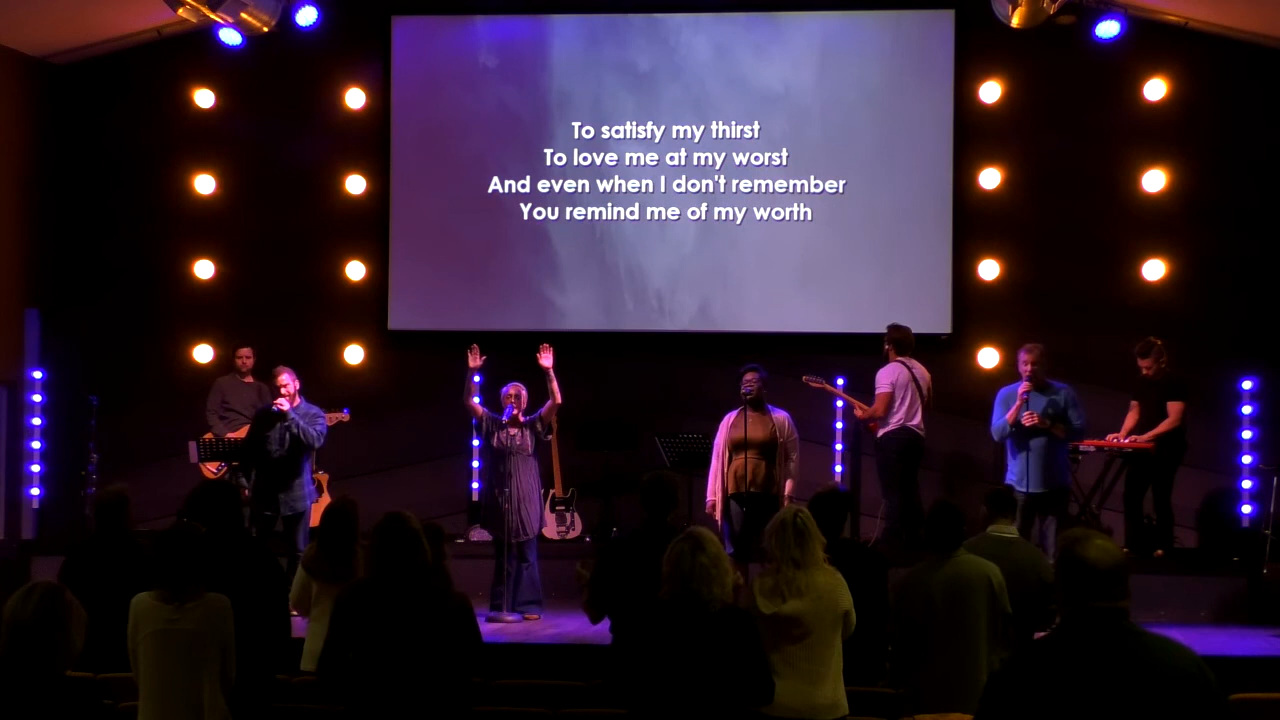 To satisfy my thirst
To love me at my worst
And even when I don't remember
You remind me of my worth